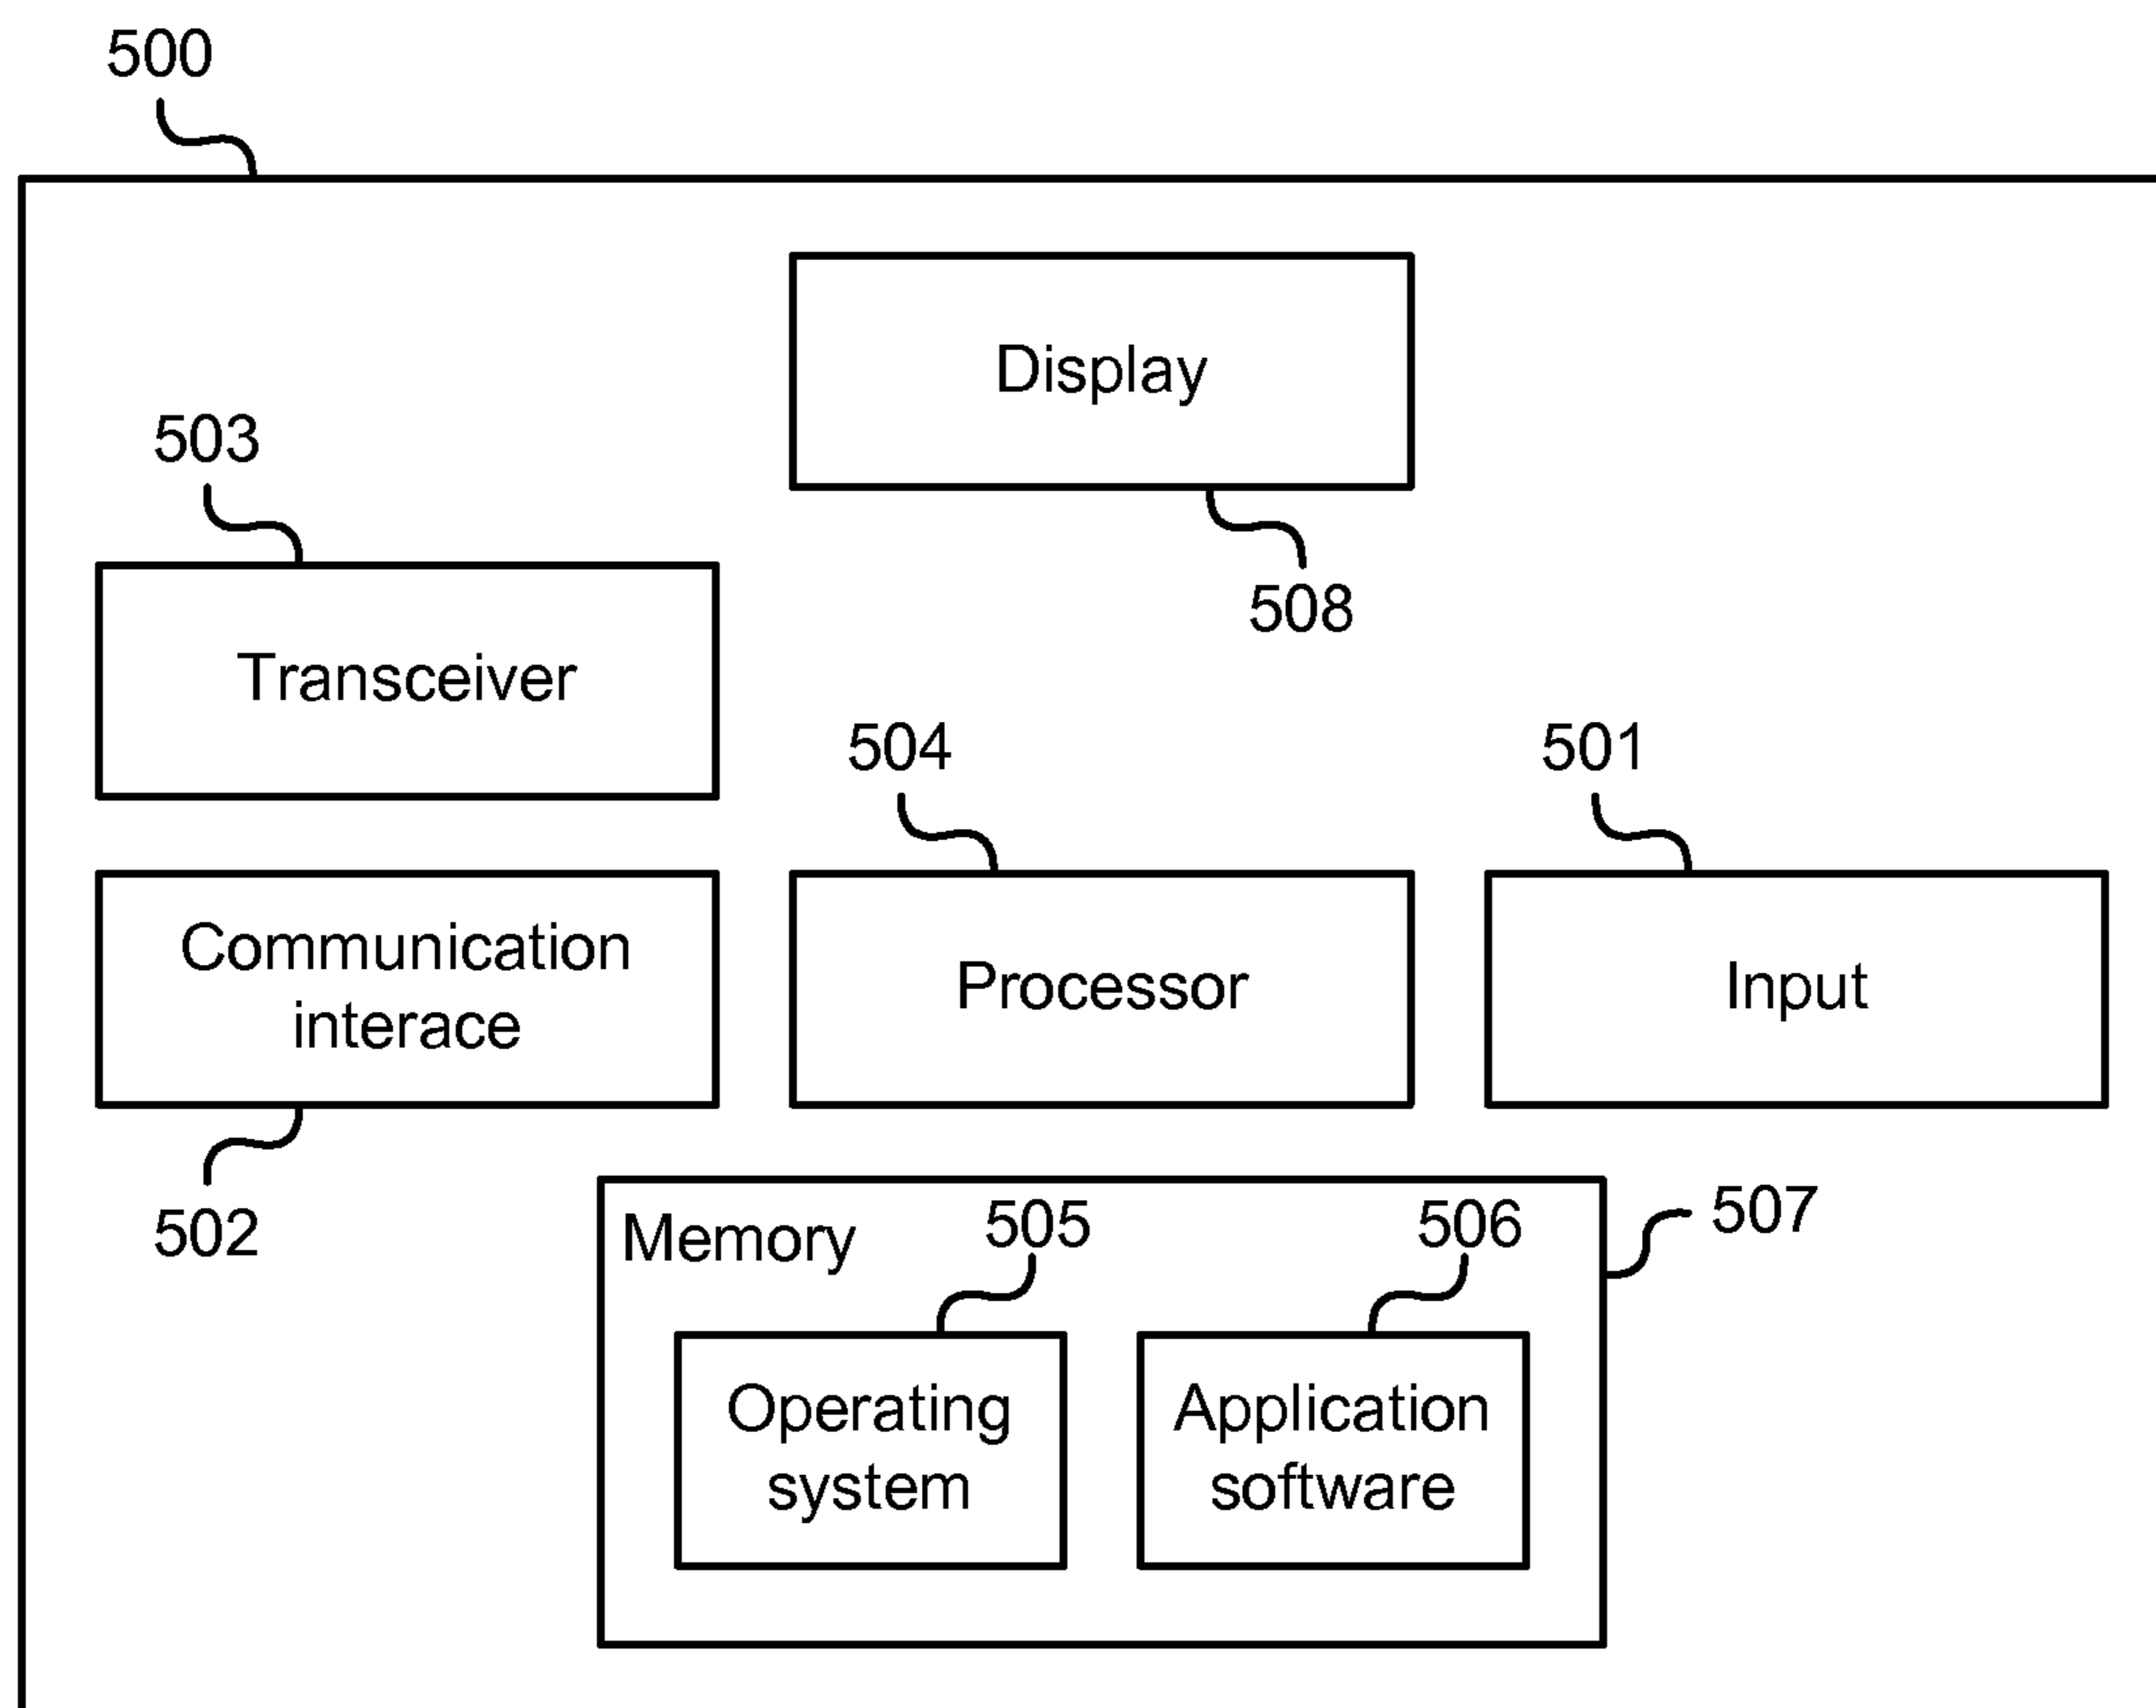 500
Display
503
508
Transceiver
504
501
Communication
interace
Processor
Input
502
Memory
505
506
507
Operating
system
Application
software